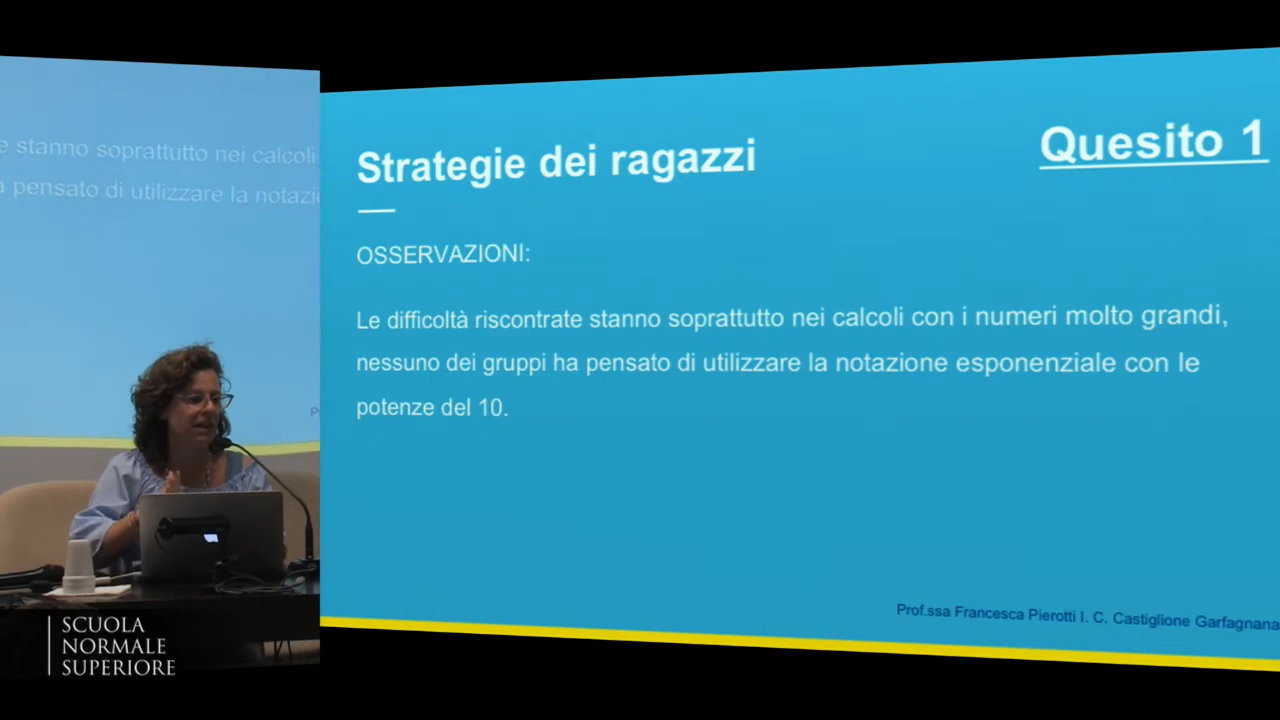 e stanno soprattutto nei calcoli
a pensato di utilizzare la notazi
Strategie dei ragazzi
Quesito 1
OSSERVAZIONI:
Le difficoltà riscontrate stanno soprattutto nei calcoli con i numeri molto grandi,
nessuno dei gruppi ha pensato di utilizzare la notazione esponenziale con le
potenze del 10.
Prof.ssa Francesca Pierotti I. C. Castiglione Garfagnana
SCUOLA
NORMALE
SUPERIORE